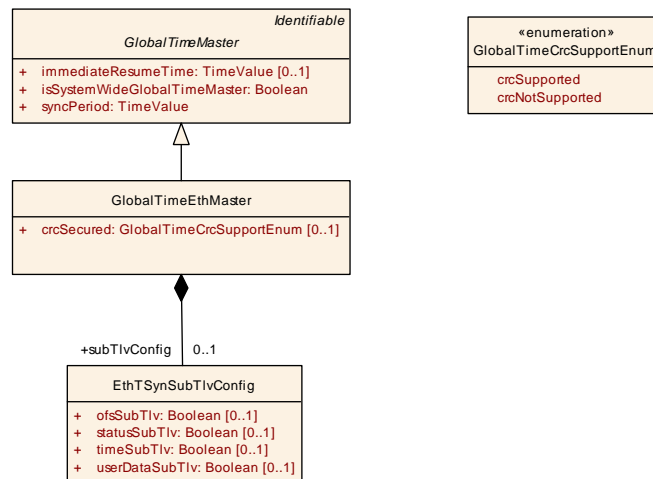 Identifiable
GlobalTimeMaster
+ immediateResumeTime: TimeValue [0..1]
+ isSystemWideGlobalTimeMaster: Boolean
+ syncPeriod: TimeValue
«enumeration»
GlobalTimeCrcSupportEnum
crcSupported
crcNotSupported
GlobalTimeEthMaster
+ crcSecured: GlobalTimeCrcSupportEnum [0..1]
+subTlvConfig 0..1
EthTSynSubTlvConfig
+ ofsSubTlv: Boolean [0..1]
+ statusSubTlv: Boolean [0..1]
+ timeSubTlv: Boolean [0..1]
+ userDataSubTlv: Boolean [0..1]